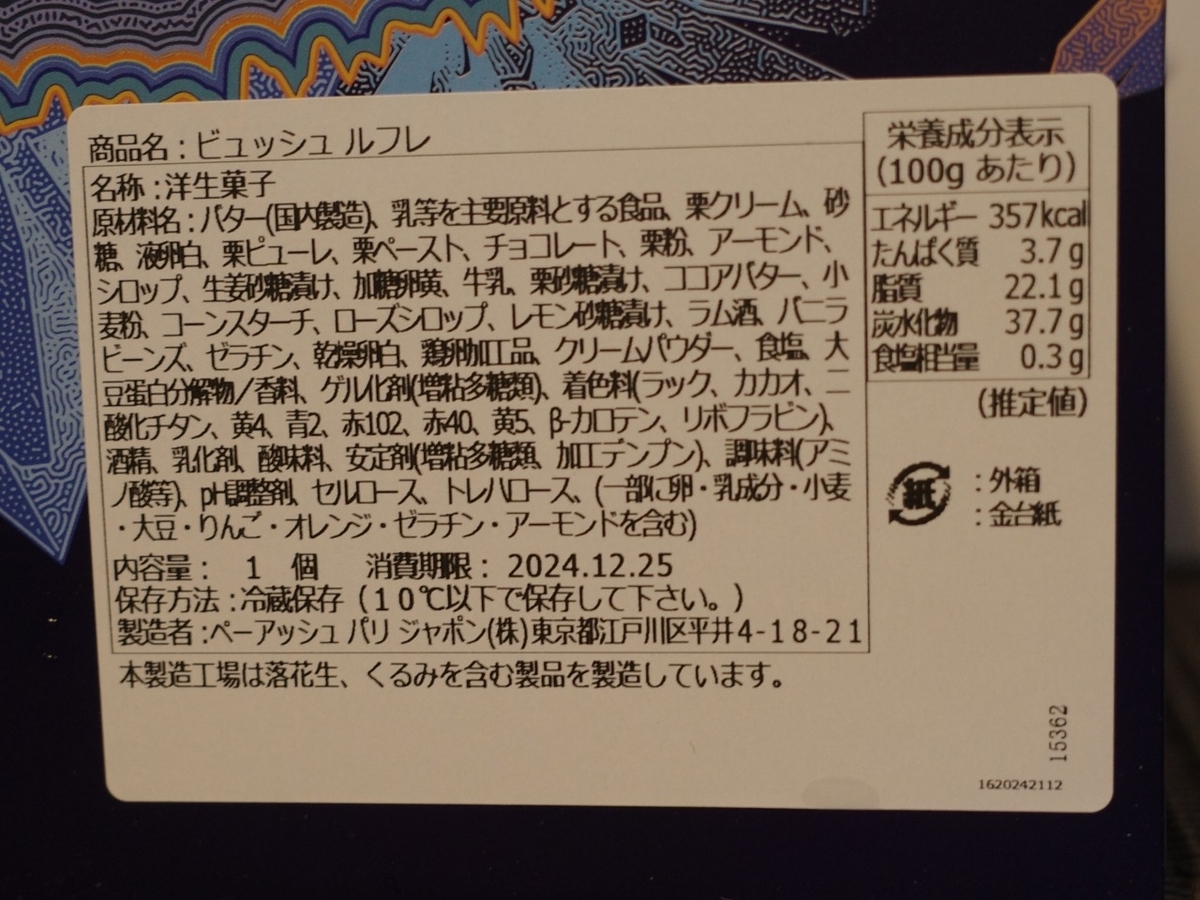 商品名：ビュッシュ ルフレ
名称：洋生菓子
原材料名：バター(国内製造)、乳等を主要原料とする食品、栗クリーム、砂
糖、液卵白、栗ピューレ、栗ペースト、チョコレート、栗粉、アーモンド、
シロップ、生姜砂糖漬け、加糖卵黄、牛乳、栗砂糖漬け、ココアバター、小
麦粉、コーンスターチ、ローズシロップ、レモン砂糖漬け、ラム酒、バニラ
ビーンズ、ゼラチン、乾燥卵白、鶏卵加工品、クリームパウダー、食塩、大
豆蛋白分解物／香料、ゲル化剤(増粘多糖類)、着色料(ラック、カカオ、二
酸化チタン、黄4、青2、赤102、赤40、黄5、β-カロテン、リボフラビン)、
酒精、乳化剤、酸味料、安定剤(増粘多糖類、加工デンプン)、調味料(アミ
ノ酸等)、pH調整剤、セルロース、トレハロース、(一部に卵・乳成分・小麦
・大豆・りんご・オレンジ・ゼラチン・アーモンドを含む)
内容量： 1 個 消費期限： 2024.12.25
保存方法：冷蔵保存（10℃以下で保存して下さい。）
製造者：ペーアッシュ パリ ジャポン(株)東京都江戸川区平井4-18-21
本製造工場は落花生、くるみを含む製品を製造しています。
栄養成分表示
(100g あたり)
エネルギー 357kcal
たんぱく質 3.7g
脂質 22.1g
炭水化物 37.7g
食塩相当量 0.3g
(推定値)
紙
：外箱
：金台紙
15362
1620242112